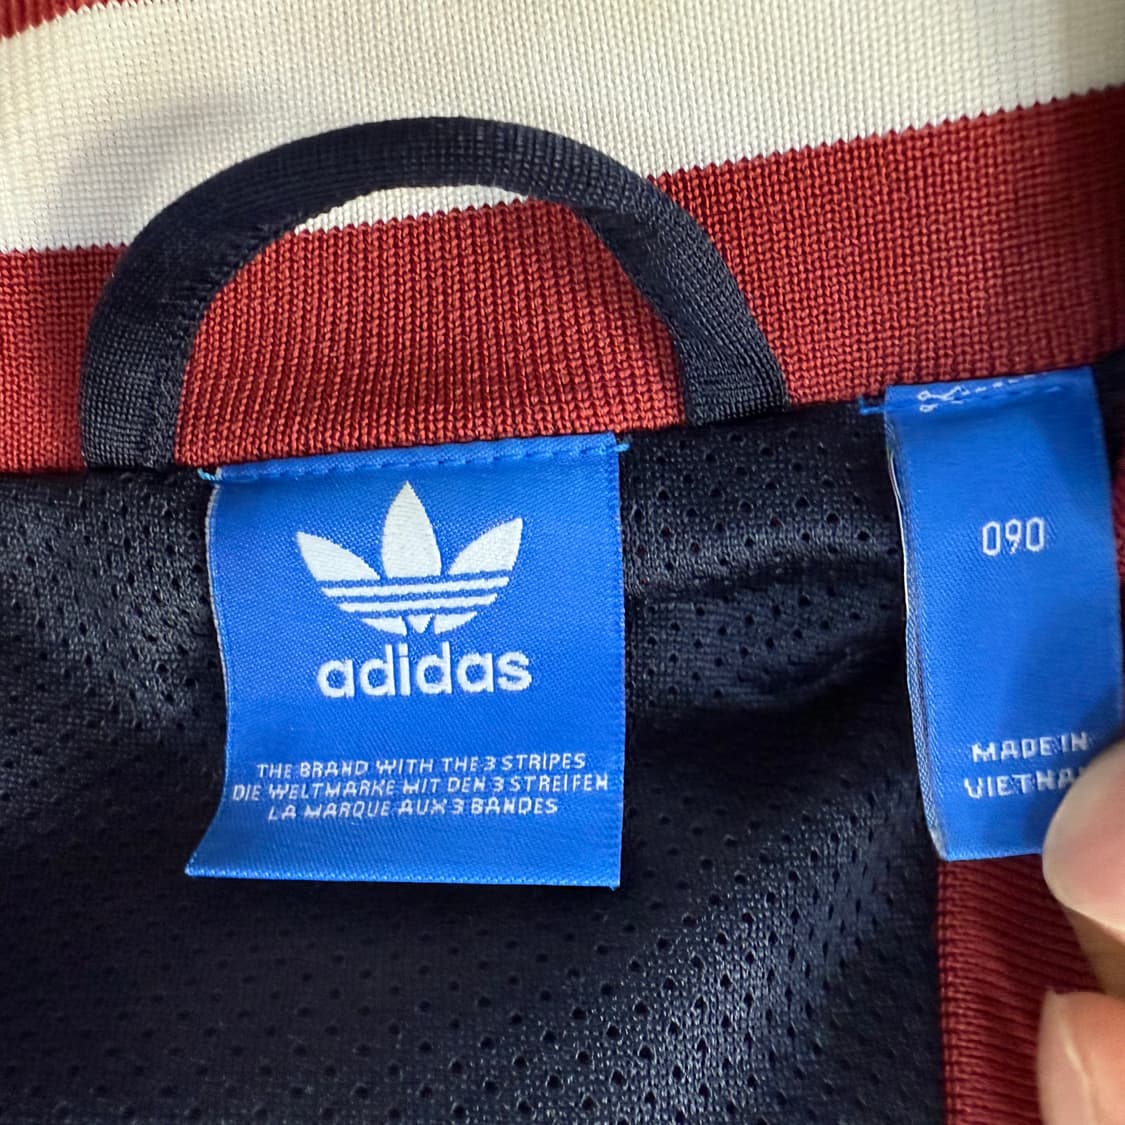 adidas
THE BRAND WITH THE 3 STRIPES
DIE WELTMARKE MIT DEN 3 STREIFEN
LA MARQUE AUX 3 BANDES
090
MADE IN